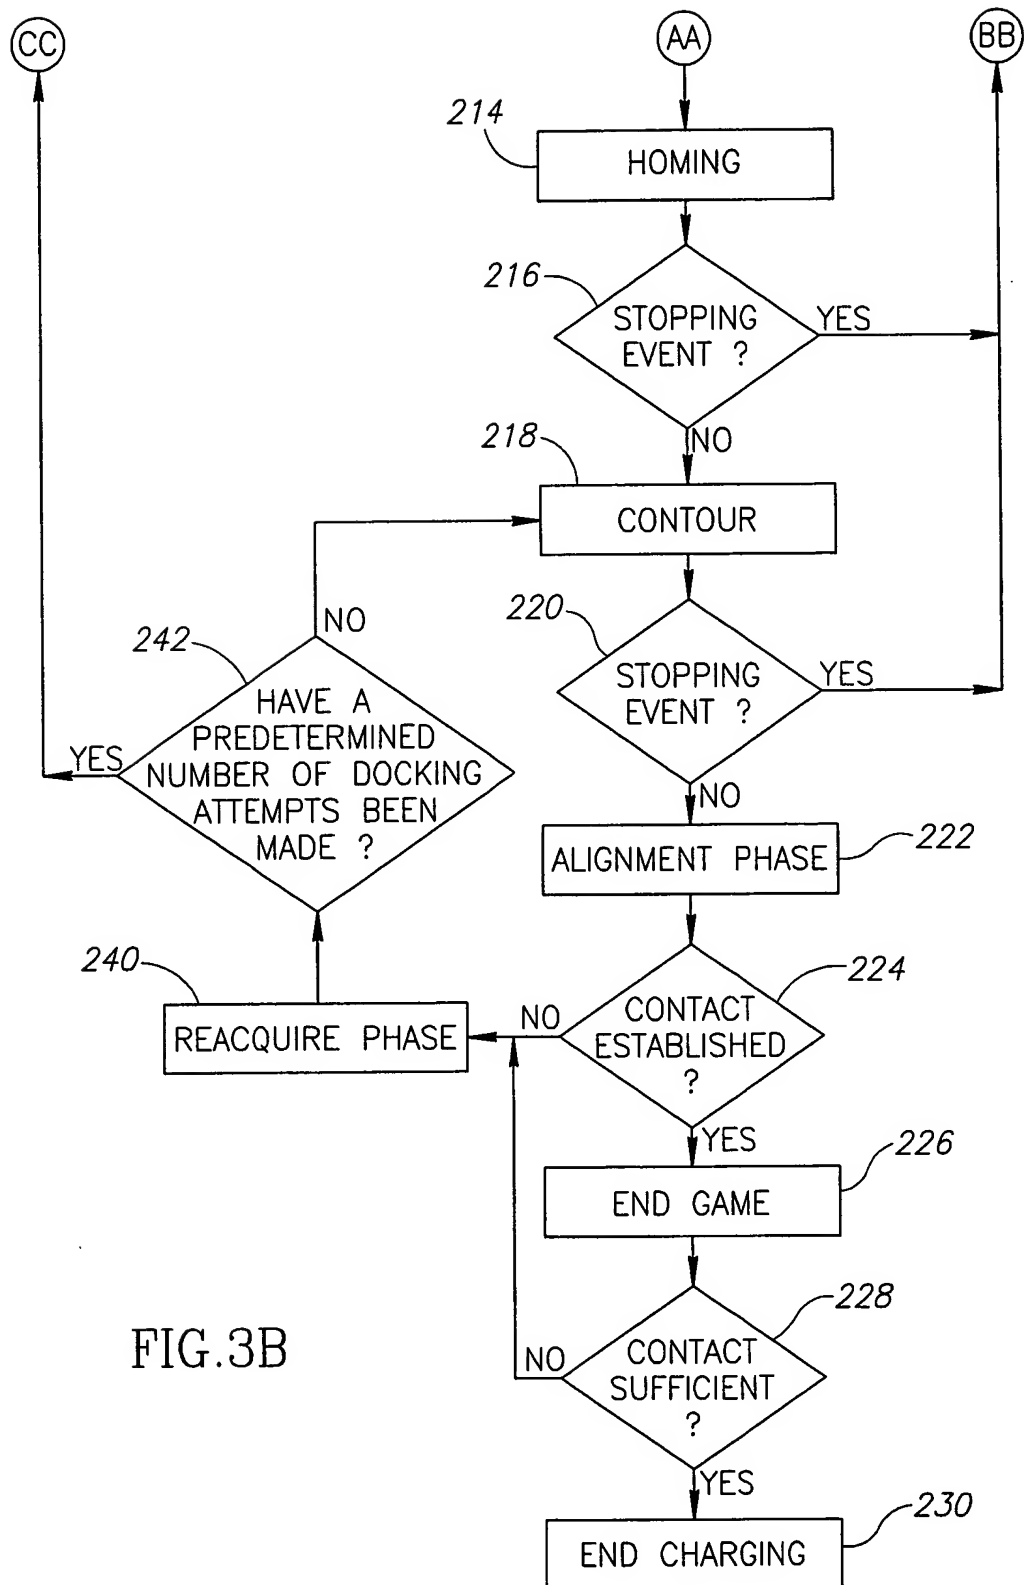 CC
AA
BB
214
HOMING
216
STOPPING
EVENT ?
YES
NO
218
CONTOUR
220
STOPPING
EVENT ?
YES
NO
242
NO
HAVE A
PREDETERMINED
NUMBER OF DOCKING
ATTEMPTS BEEN
MADE ?
YES
ALIGNMENT PHASE
222
224
CONTACT
ESTABLISHED
?
NO
YES
240
REACQUIRE PHASE
226
END GAME
228
CONTACT
SUFFICIENT
?
NO
YES
230
END CHARGING
FIG.3B